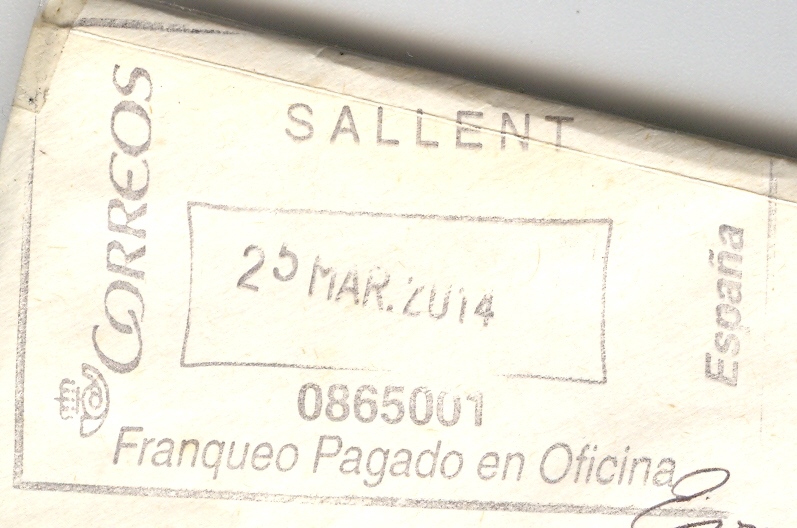 SALLENT
CORREOS
25 MAR. 2014
España
0865001
Franqueo Pagado en Oficina